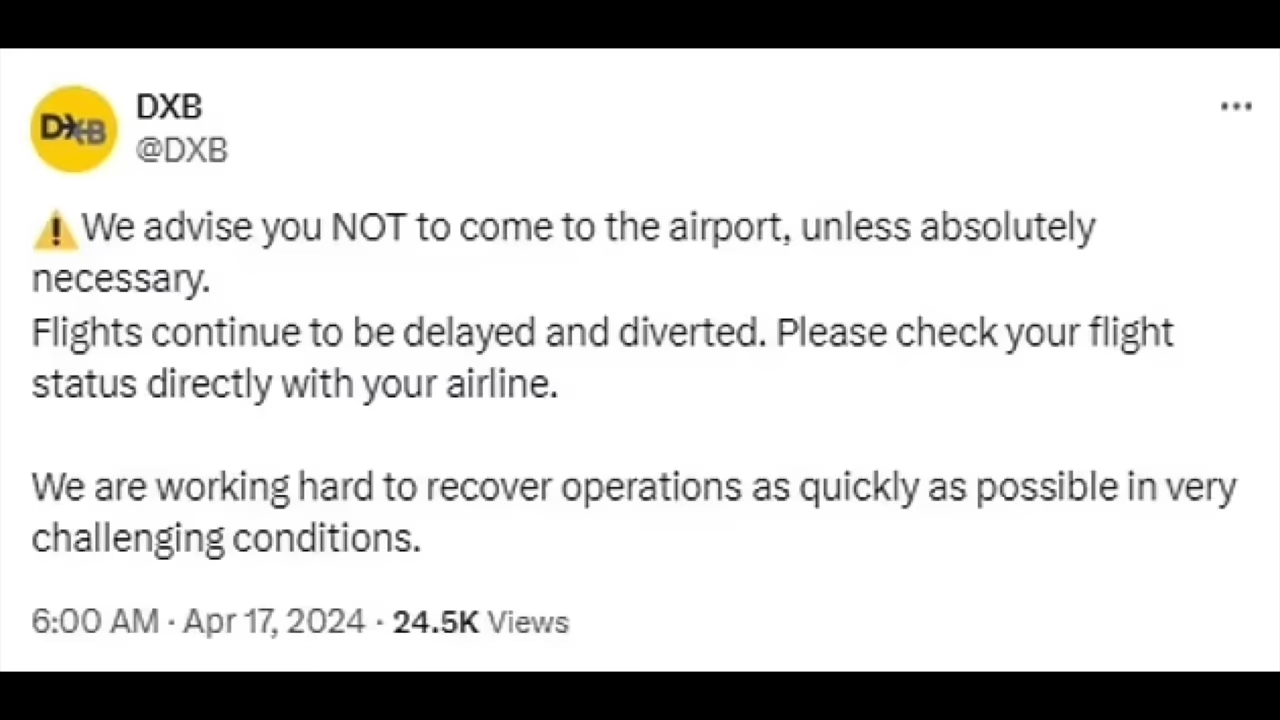 DXB
DXB
@DXB
⚠️We advise you NOT to come to the airport, unless absolutely
necessary.
Flights continue to be delayed and diverted. Please check your flight
status directly with your airline.
We are working hard to recover operations as quickly as possible in very
challenging conditions.
6:00 AM · Apr 17, 2024 · 24.5K Views